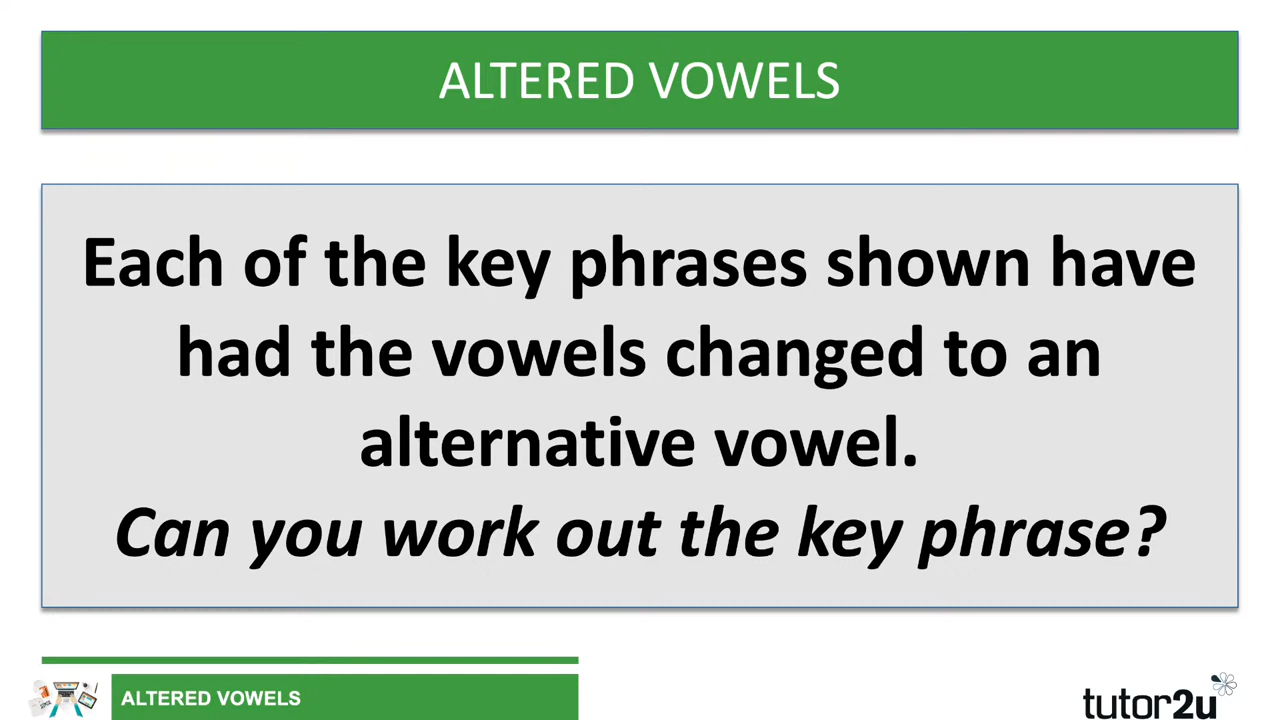 ALTERED VOWELS
Each of the key phrases shown have
had the vowels changed to an
alternative vowel.
Can you work out the key phrase?
ALTERED VOWELS
tutor2u